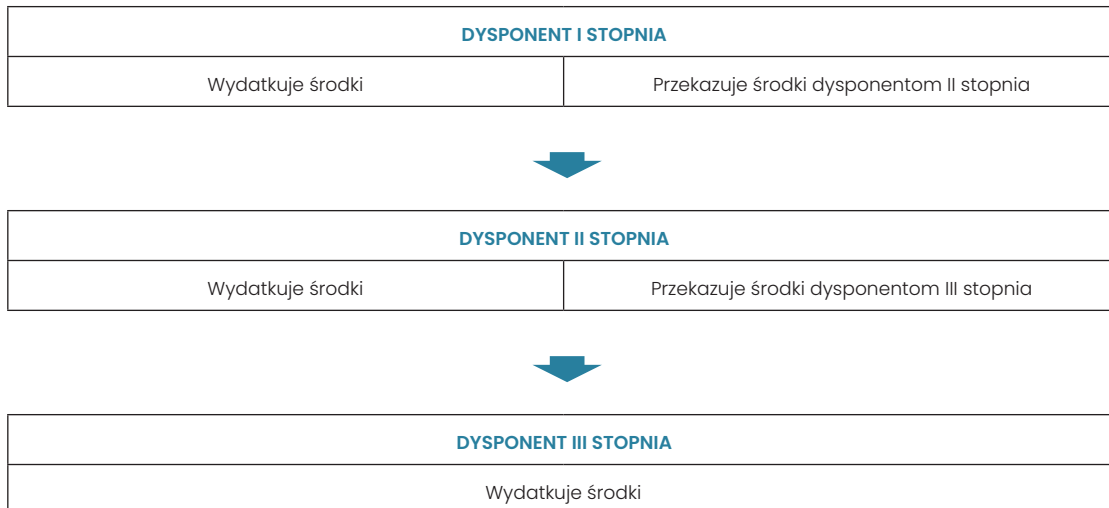 DYSPONENT I STOPNIA
Wydatkuje środki
Przekazuje środki dysponentom II stopnia
DYSPONENT II STOPNIA
Wydatkuje środki
Przekazuje środki dysponentom III stopnia
DYSPONENT III STOPNIA
Wydatkuje środki